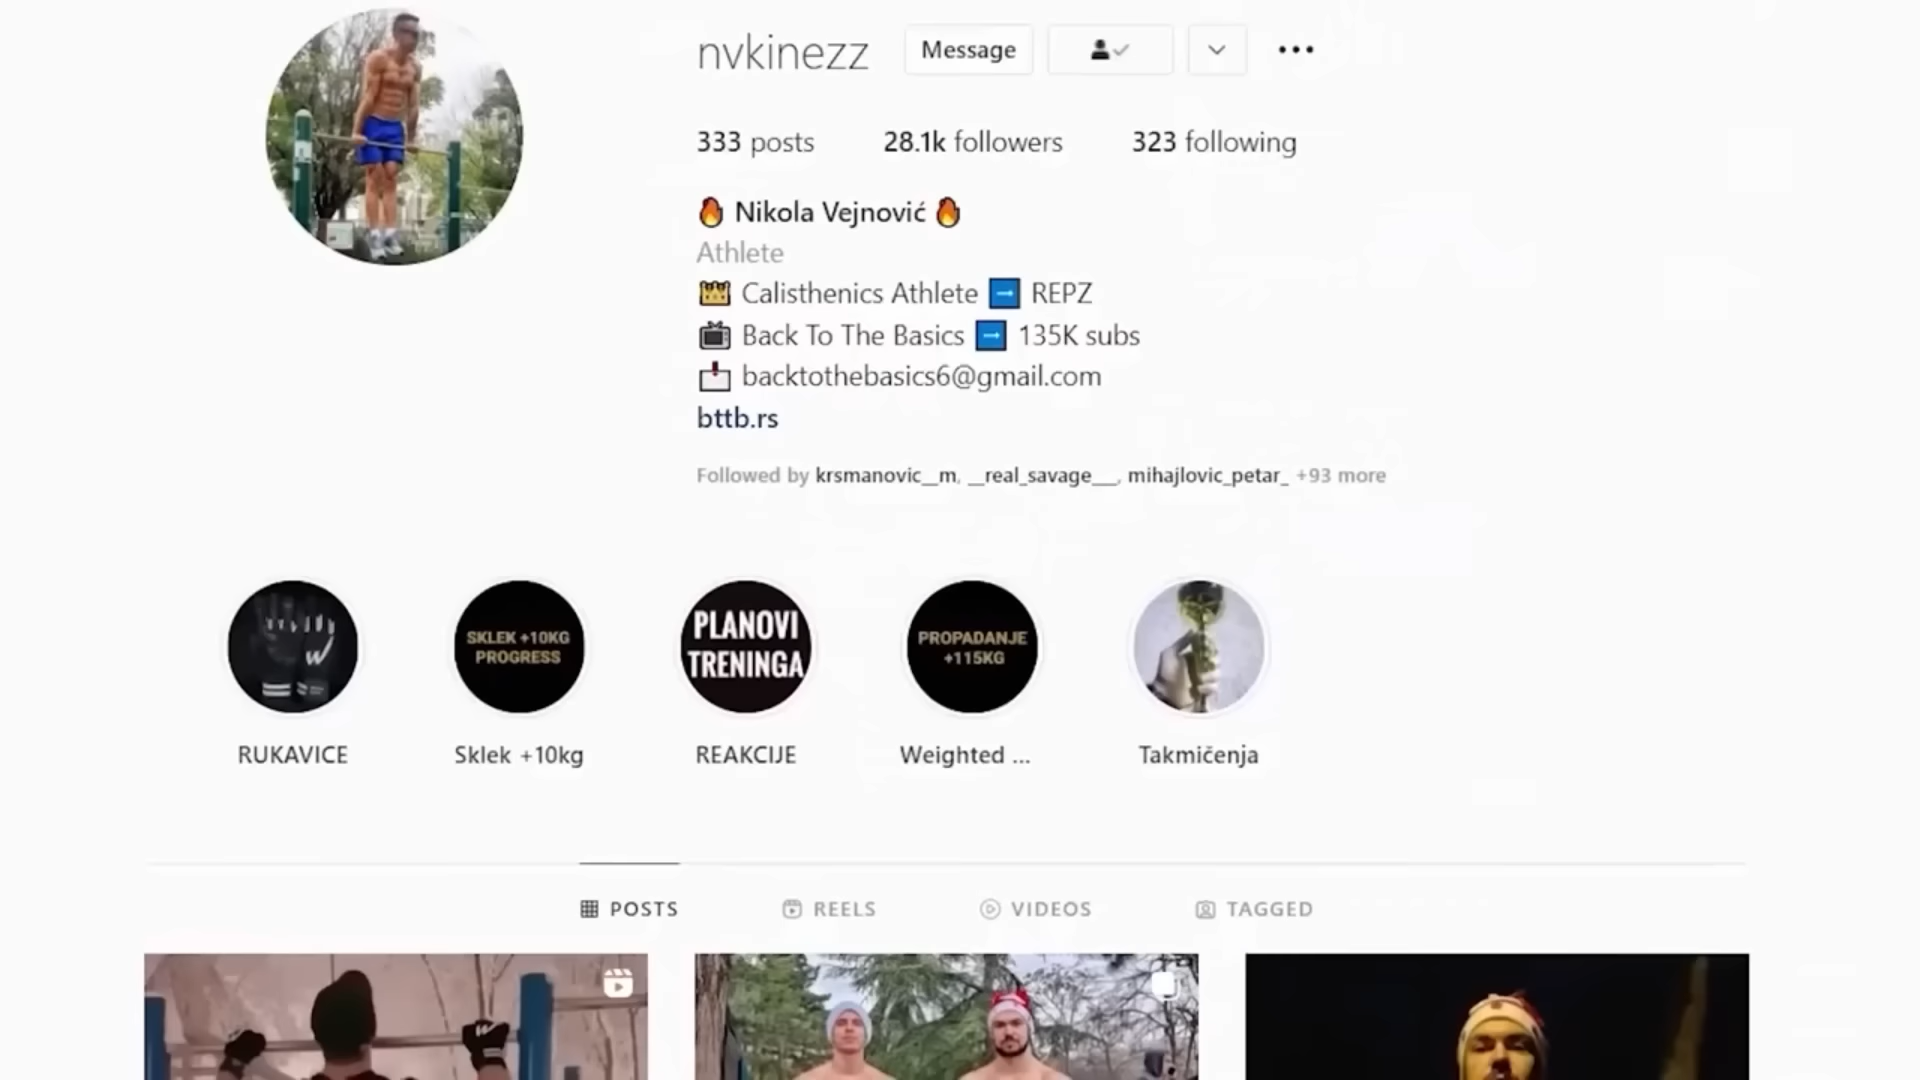 nvkinezz Message
333 posts 28.1k followers 323 following
🔥 Nikola Vejnović 🔥
Athlete
👑 Calisthenics Athlete ➡️ REPZ
📺 Back To The Basics ➡️ 135K subs
📩 backtothebasics6@gmail.com
bttb.rs
Followed by krsmanovic__m, __real_savage___, mihajlovic_petar_ +93 more
SKLEK +10KG
PROGRESS
PLANOVI
TRENINGA
PROPADANJE
+115KG
RUKAVICE Sklek +10kg REAKCIJE Weighted ... Takmičenja
POSTS REELS VIDEOS TAGGED